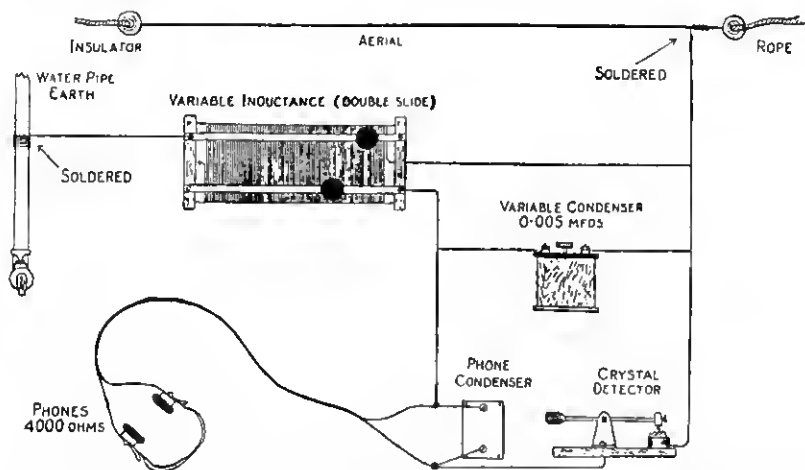 INSULATOR
AERIAL
ROPE
SOLDERED
WATER PIPE
EARTH
VARIABLE INDUCTANCE (DOUBLE SLIDE)
SOLDERED
VARIABLE CONDENSER
0·005 MFDS
PHONE
CONDENSER
CRYSTAL
DETECTOR
PHONES
4000 OHMS